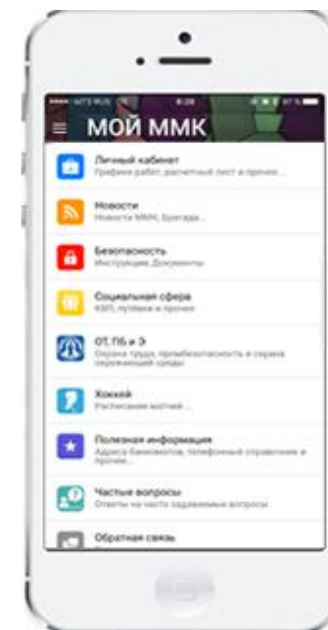 МОЙ ММК
Личный кабинет
Графики работ, расчетный лист и прочее...
Новости
Новости ММК, Бригада...
Безопасность
Инструкции, Документы
Социальная сфера
КВП, путёвки и прочее
ОТ, ПБ и Э
Охрана труда, промбезопасность и охрана
окружающей среды
Хоккей
Расписание матчей...
Полезная информация
Адреса банкоматов, телефонный справочник и
прочее...
Частые вопросы
Ответы на часто задаваемые вопросы
Обратная связь